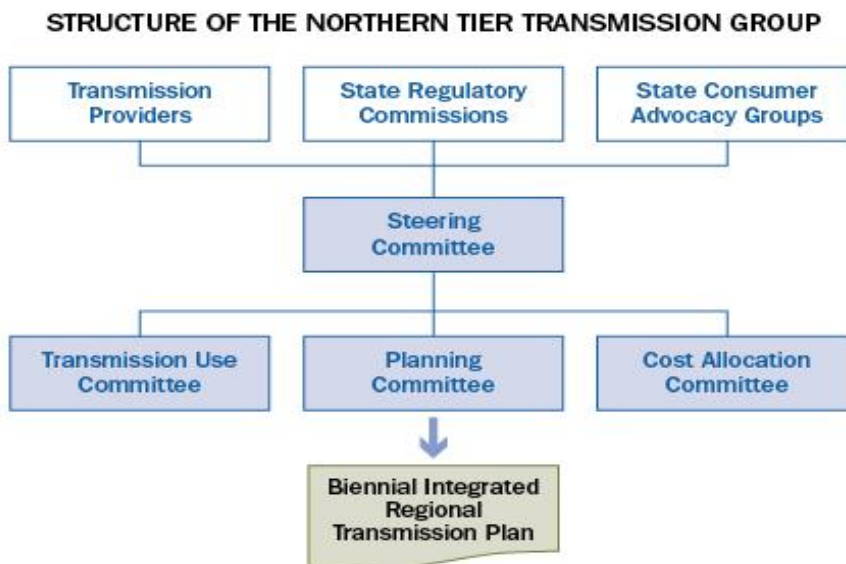 STRUCTURE OF THE NORTHERN TIER TRANSMISSION GROUP
Transmission
Providers
State Regulatory
Commissions
State Consumer
Advocacy Groups
Steering
Committee
Transmission Use
Committee
Planning
Committee
Cost Allocation
Committee
Biennial Integrated
Regional
Transmission Plan